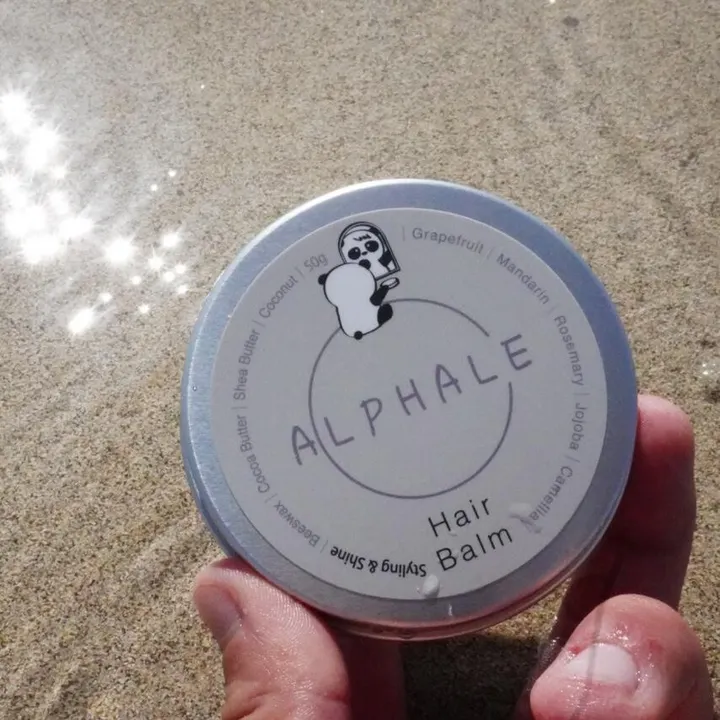 ALPHALE
Hair
Balm
| Grapefruit | Mandarin | Rosemary | Jojoba | Camellia |
Styling & Shine | Beeswax | Cocoa Butter | Shea Butter | Coconut | 50g